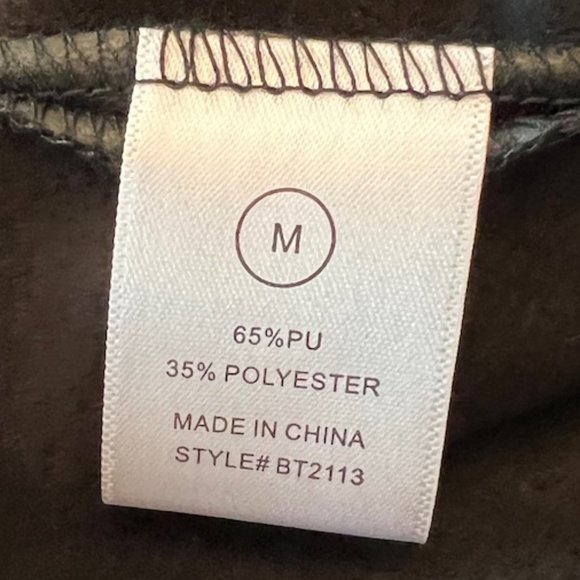 M
65%PU
35% POLYESTER
MADE IN CHINA
STYLE# BT2113